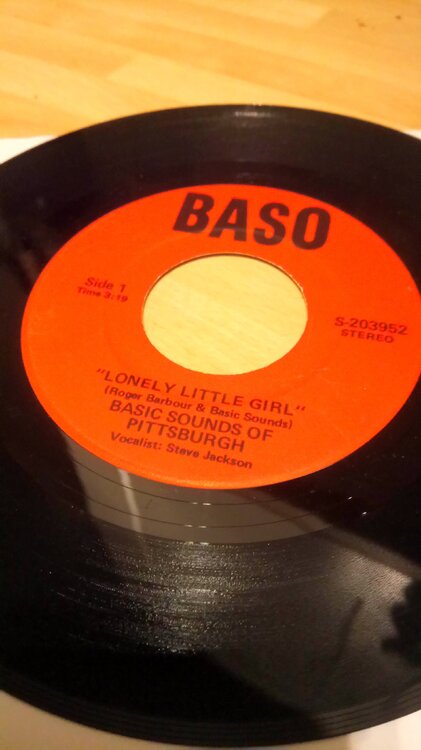 BASO
Side 1
Time 3:19
S-203952
STEREO
"LONELY LITTLE GIRL"
(Roger Barbour & Basic Sounds)
BASIC SOUNDS OF
PITTSBURGH
Vocalist: Steve Jackson